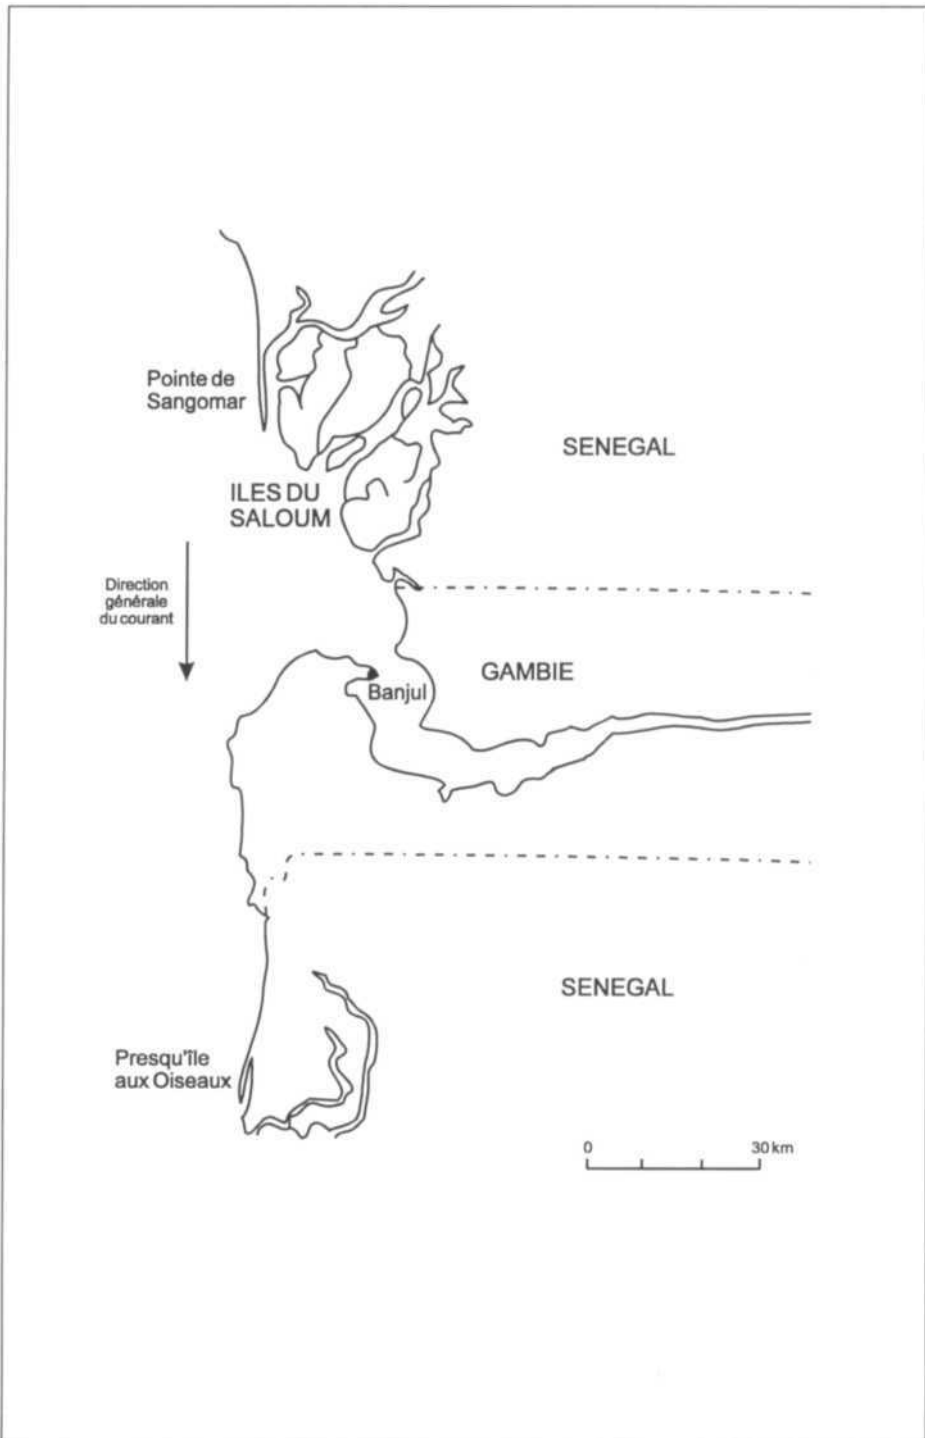 Pointe de
Sangomar
SENEGAL
ILES DU
SALOUM
Direction
générale
du courant
GAMBIE
Banjul
SENEGAL
Presqu'île
aux Oiseaux
0 30 km